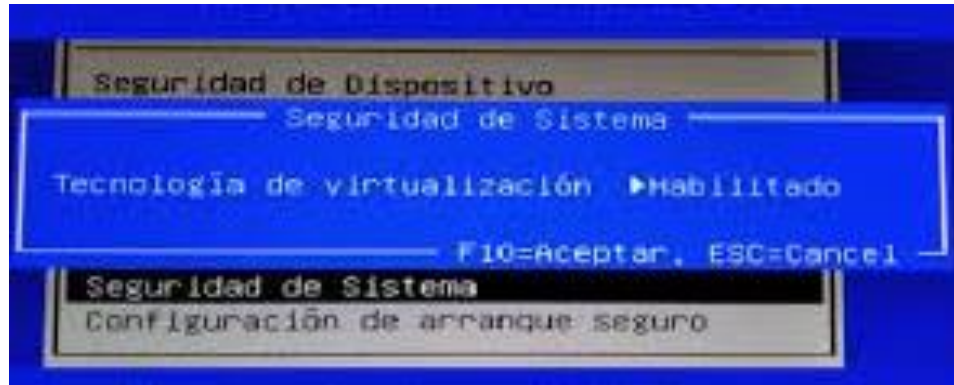 Seguridad de Dispositivo
Seguridad de Sistema
Tecnología de virtualización ▶Habilitado
F10=Aceptar, ESC=Cancel
Seguridad de Sistema
Configuración de arranque seguro